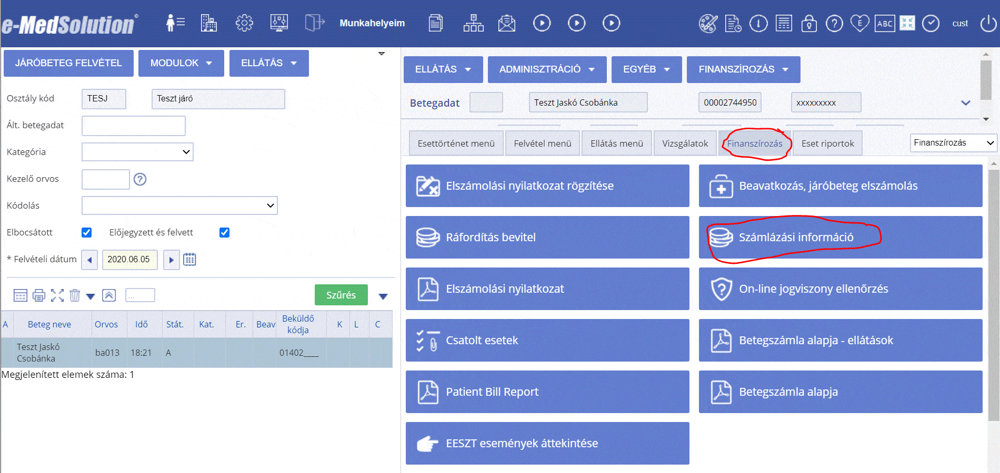 e-MedSolution
Munkahelyeim
E
ABC
cust
JÁRÓBETEG FELVÉTEL
MODULOK
ELLÁTÁS
Osztály kód
TESJ
Teszt járó
Ált. betegadat
Kategória
Kezelő orvos
?
Kódolás
Elbocsátott
Előjegyzett és felvett
* Felvételi dátum
2020.06.05
...
Szűrés
A Beteg neve Orvos Idő Stát. Kat. Er. Beav Beküldő kódja K L C
Teszt Jaskó Csobánka ba013 18:21 A 01402____
Megjelenített elemek száma: 1
ELLÁTÁS
ADMINISZTRÁCIÓ
EGYÉB
FINANSZÍROZÁS
Betegadat
Teszt Jaskó Csobánka
00002744950
xxxxxxxxx
Esettörténet menü
Felvétel menü
Ellátás menü
Vizsgálatok
Finanszírozás
Eset riportok
Finanszírozás
Elszámolási nyilatkozat rögzítése
Beavatkozás, járóbeteg elszámolás
Ráfordítás bevitel
Számlázási információ
Elszámolási nyilatkozat
On-line jogviszony ellenőrzés
Csatolt esetek
Betegszámla alapja - ellátások
Patient Bill Report
Betegszámla alapja
EESZT események áttekintése